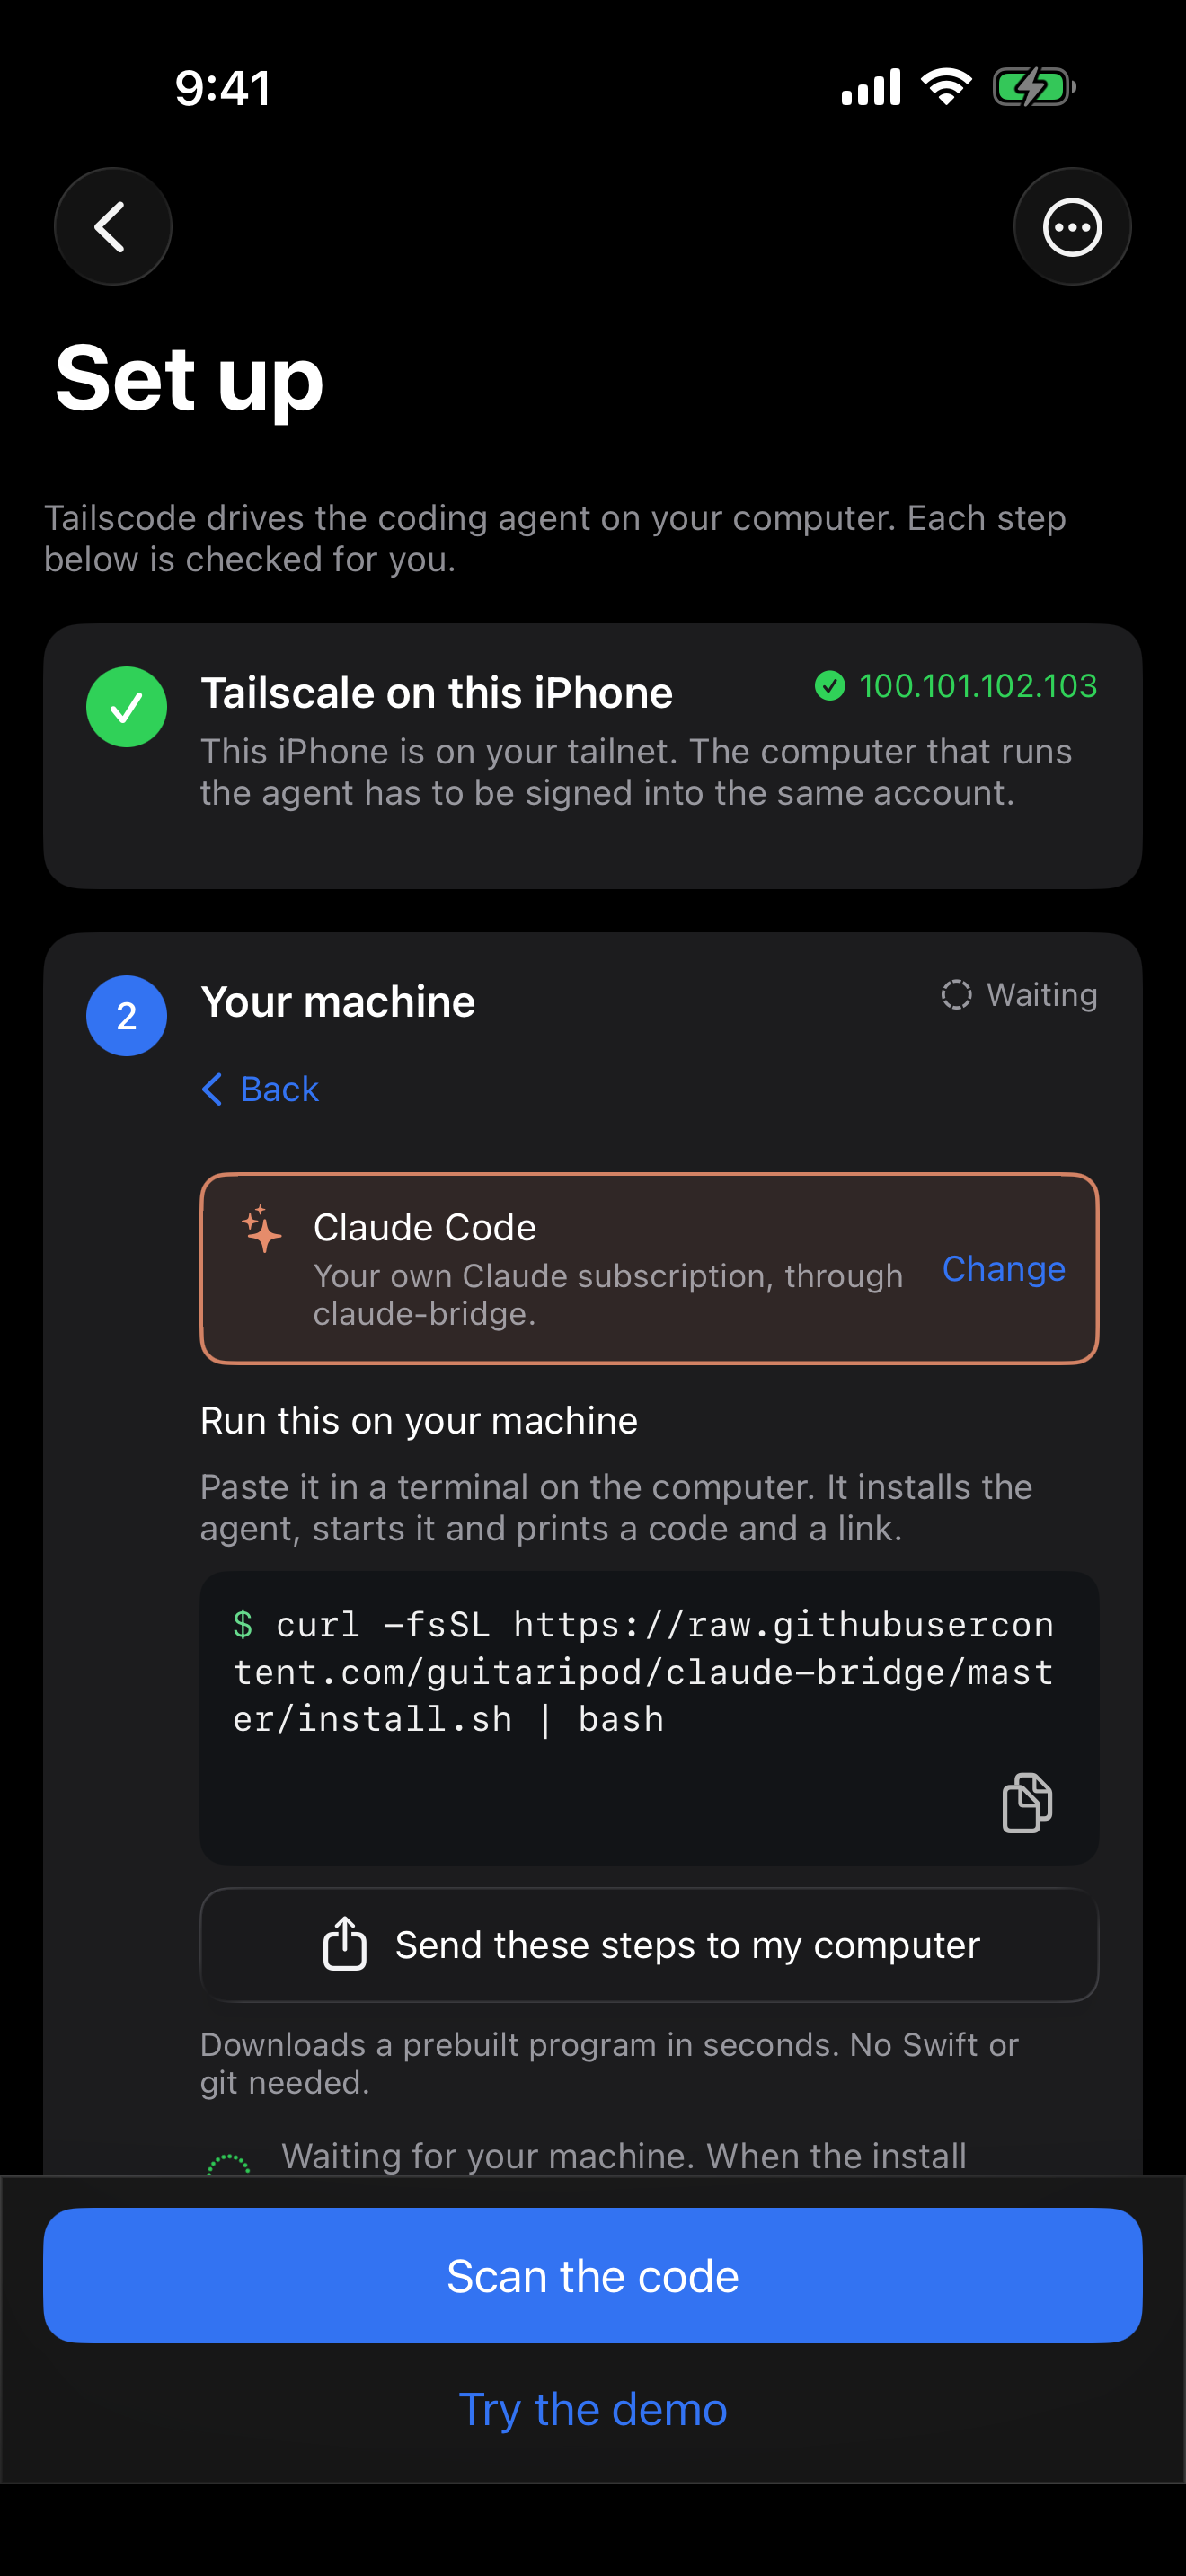 9:41
Set up
Tailscode drives the coding agent on your computer. Each step
below is checked for you.
Tailscale on this iPhone
100.101.102.103
This iPhone is on your tailnet. The computer that runs
the agent has to be signed into the same account.
2
Your machine
Waiting
Back
Claude Code
Your own Claude subscription, through
claude-bridge.
Change
Run this on your machine
Paste it in a terminal on the computer. It installs the
agent, starts it and prints a code and a link.
$ curl -fsSL https://raw.githubusercon
tent.com/guitaripod/claude-bridge/mast
er/install.sh | bash
Send these steps to my computer
Downloads a prebuilt program in seconds. No Swift or
git needed.
Waiting for your machine. When the install
Scan the code
Try the demo